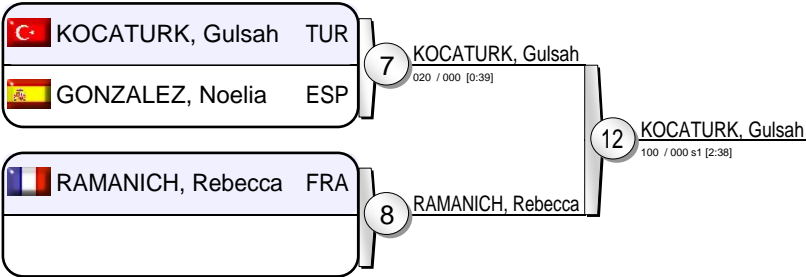 KOCATURK, Gulsah TUR
GONZALEZ, Noelia ESP
7
KOCATURK, Gulsah
020 / 000 [0:39]
RAMANICH, Rebecca FRA
8
RAMANICH, Rebecca
12
KOCATURK, Gulsah
100 / 000 s1 [2:38]